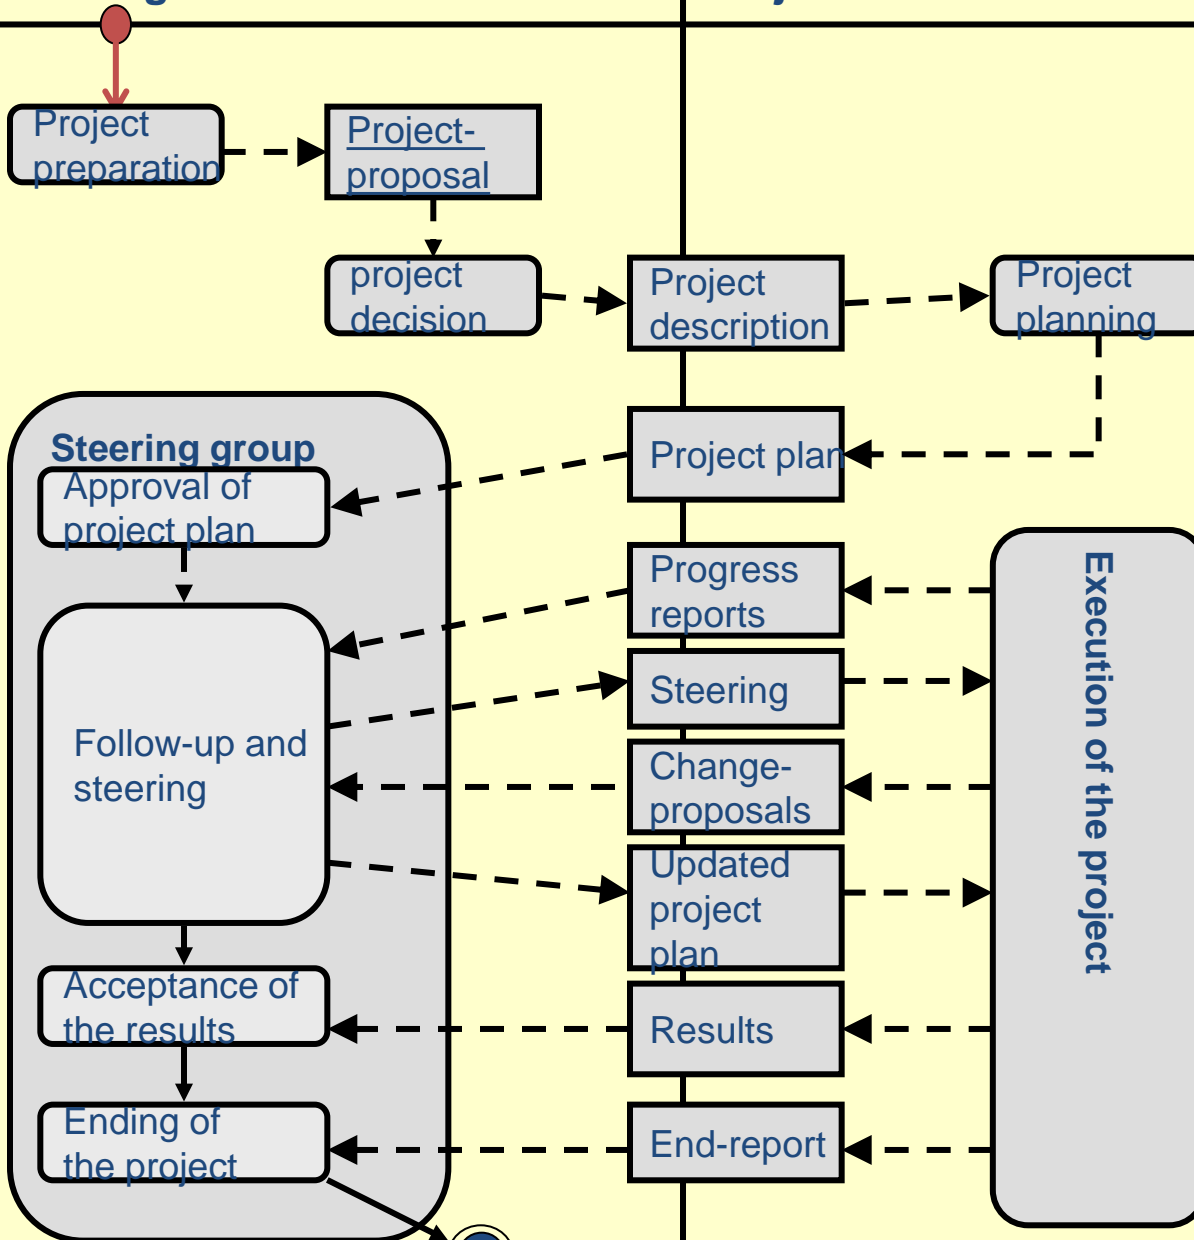 Project
preparation
Project-
proposal
project
decision
Project
description
Project
planning
Project plan
Steering group
Approval of
project plan
Progress
reports
Steering
Follow-up and
steering
Change-
proposals
Updated
project
plan
Execution of the project
Acceptance of
the results
Results
Ending of
the project
End-report